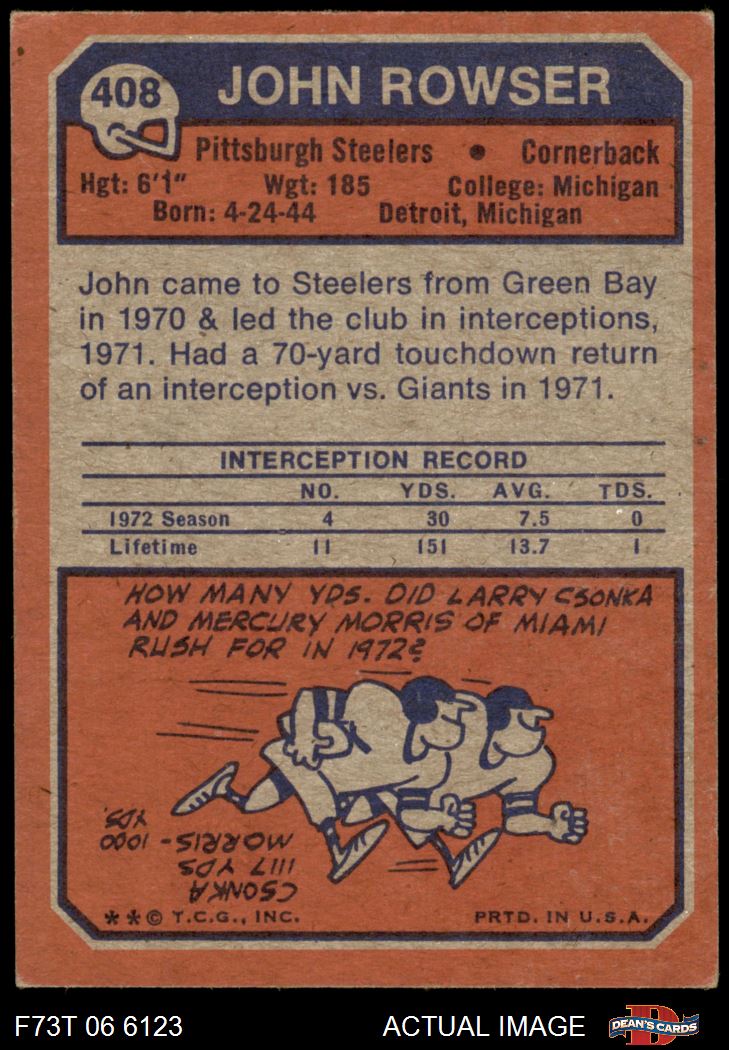 408
JOHN ROWSER
Pittsburgh Steelers • Cornerback
Hgt: 6'1" Wgt: 185 College: Michigan
Born: 4-24-44 Detroit, Michigan
John came to Steelers from Green Bay
in 1970 & led the club in interceptions,
1971. Had a 70-yard touchdown return
of an interception vs. Giants in 1971.
INTERCEPTION RECORD
NO. YDS. AVG. TDS.
1972 Season 4 30 7.5 0
Lifetime 11 151 13.7 1
HOW MANY YDS. DID LARRY CSONKA
AND MERCURY MORRIS OF MIAMI
RUSH FOR IN 1972?
CSONKA
1117 YDS
MORRIS-
1000
YDS.
**© T.C.G., INC. PRTD. IN U.S.A.
F73T 06 6123 ACTUAL IMAGE
D
DEAN'S CARDS